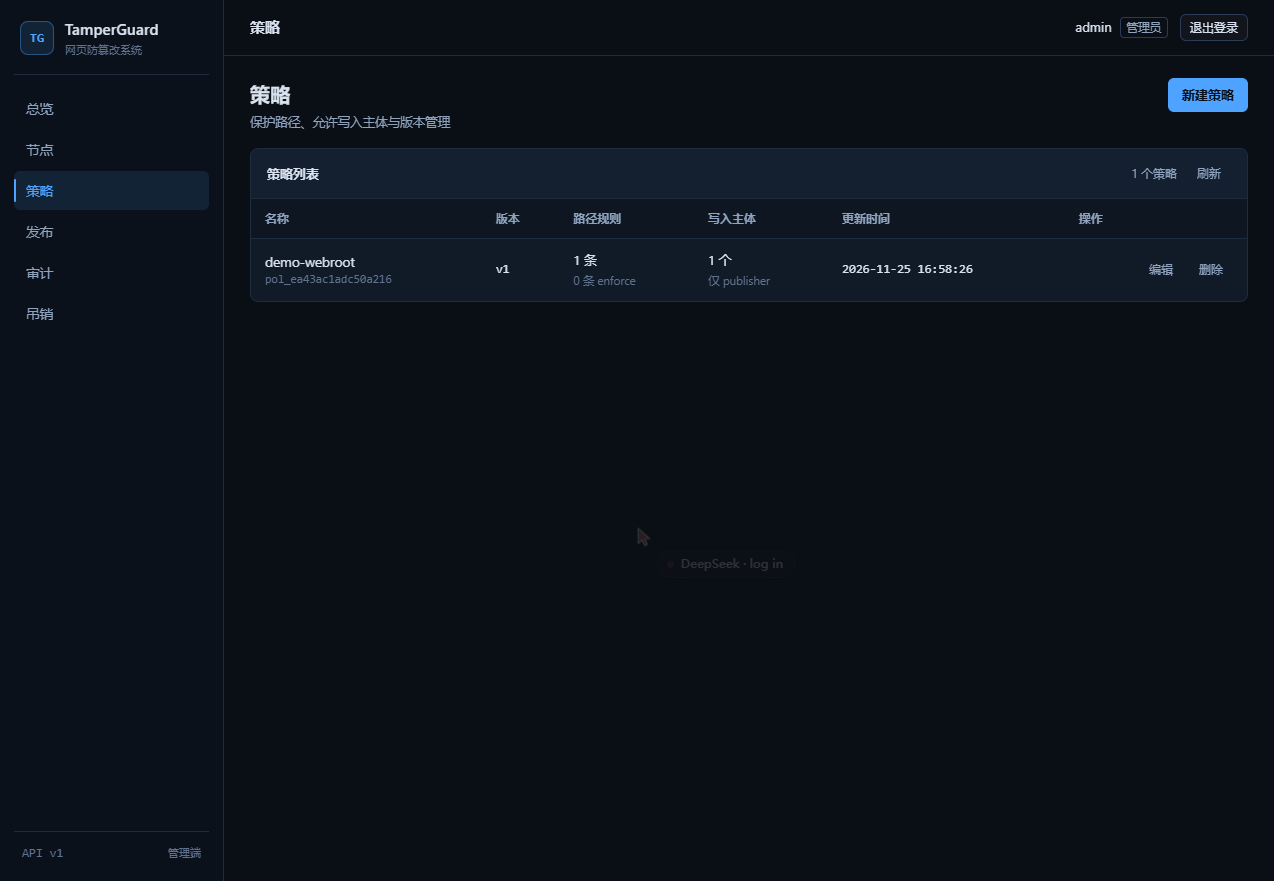 TG
TamperGuard
网页防篡改系统
总览
节点
策略
发布
审计
吊销
API v1
管理端
策略
admin
管理员
退出登录
策略
保护路径、允许写入主体与版本管理
新建策略
策略列表
1 个策略
刷新
名称
版本
路径规则
写入主体
更新时间
操作
demo-webroot
pol_ea43ac1adc50a216
v1
1 条
0 条 enforce
1 个
仅 publisher
2026-11-25 16:58:26
编辑
删除
DeepSeek · log in